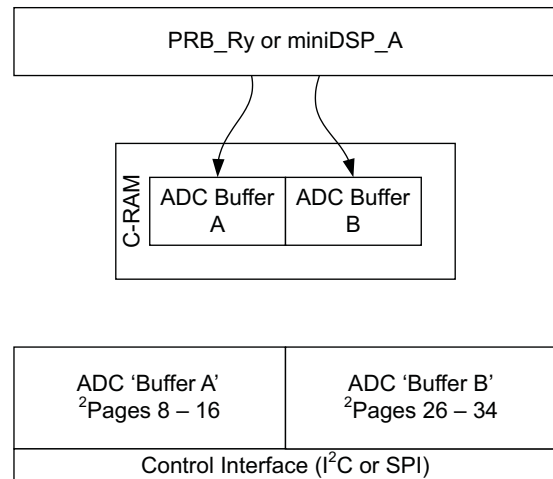 PRB_Ry or miniDSP_A
C-RAM
ADC Buffer
A
ADC Buffer
B
ADC ‘Buffer A’
²Pages 8 – 16
ADC ‘Buffer B’
²Pages 26 – 34
Control Interface (I²C or SPI)